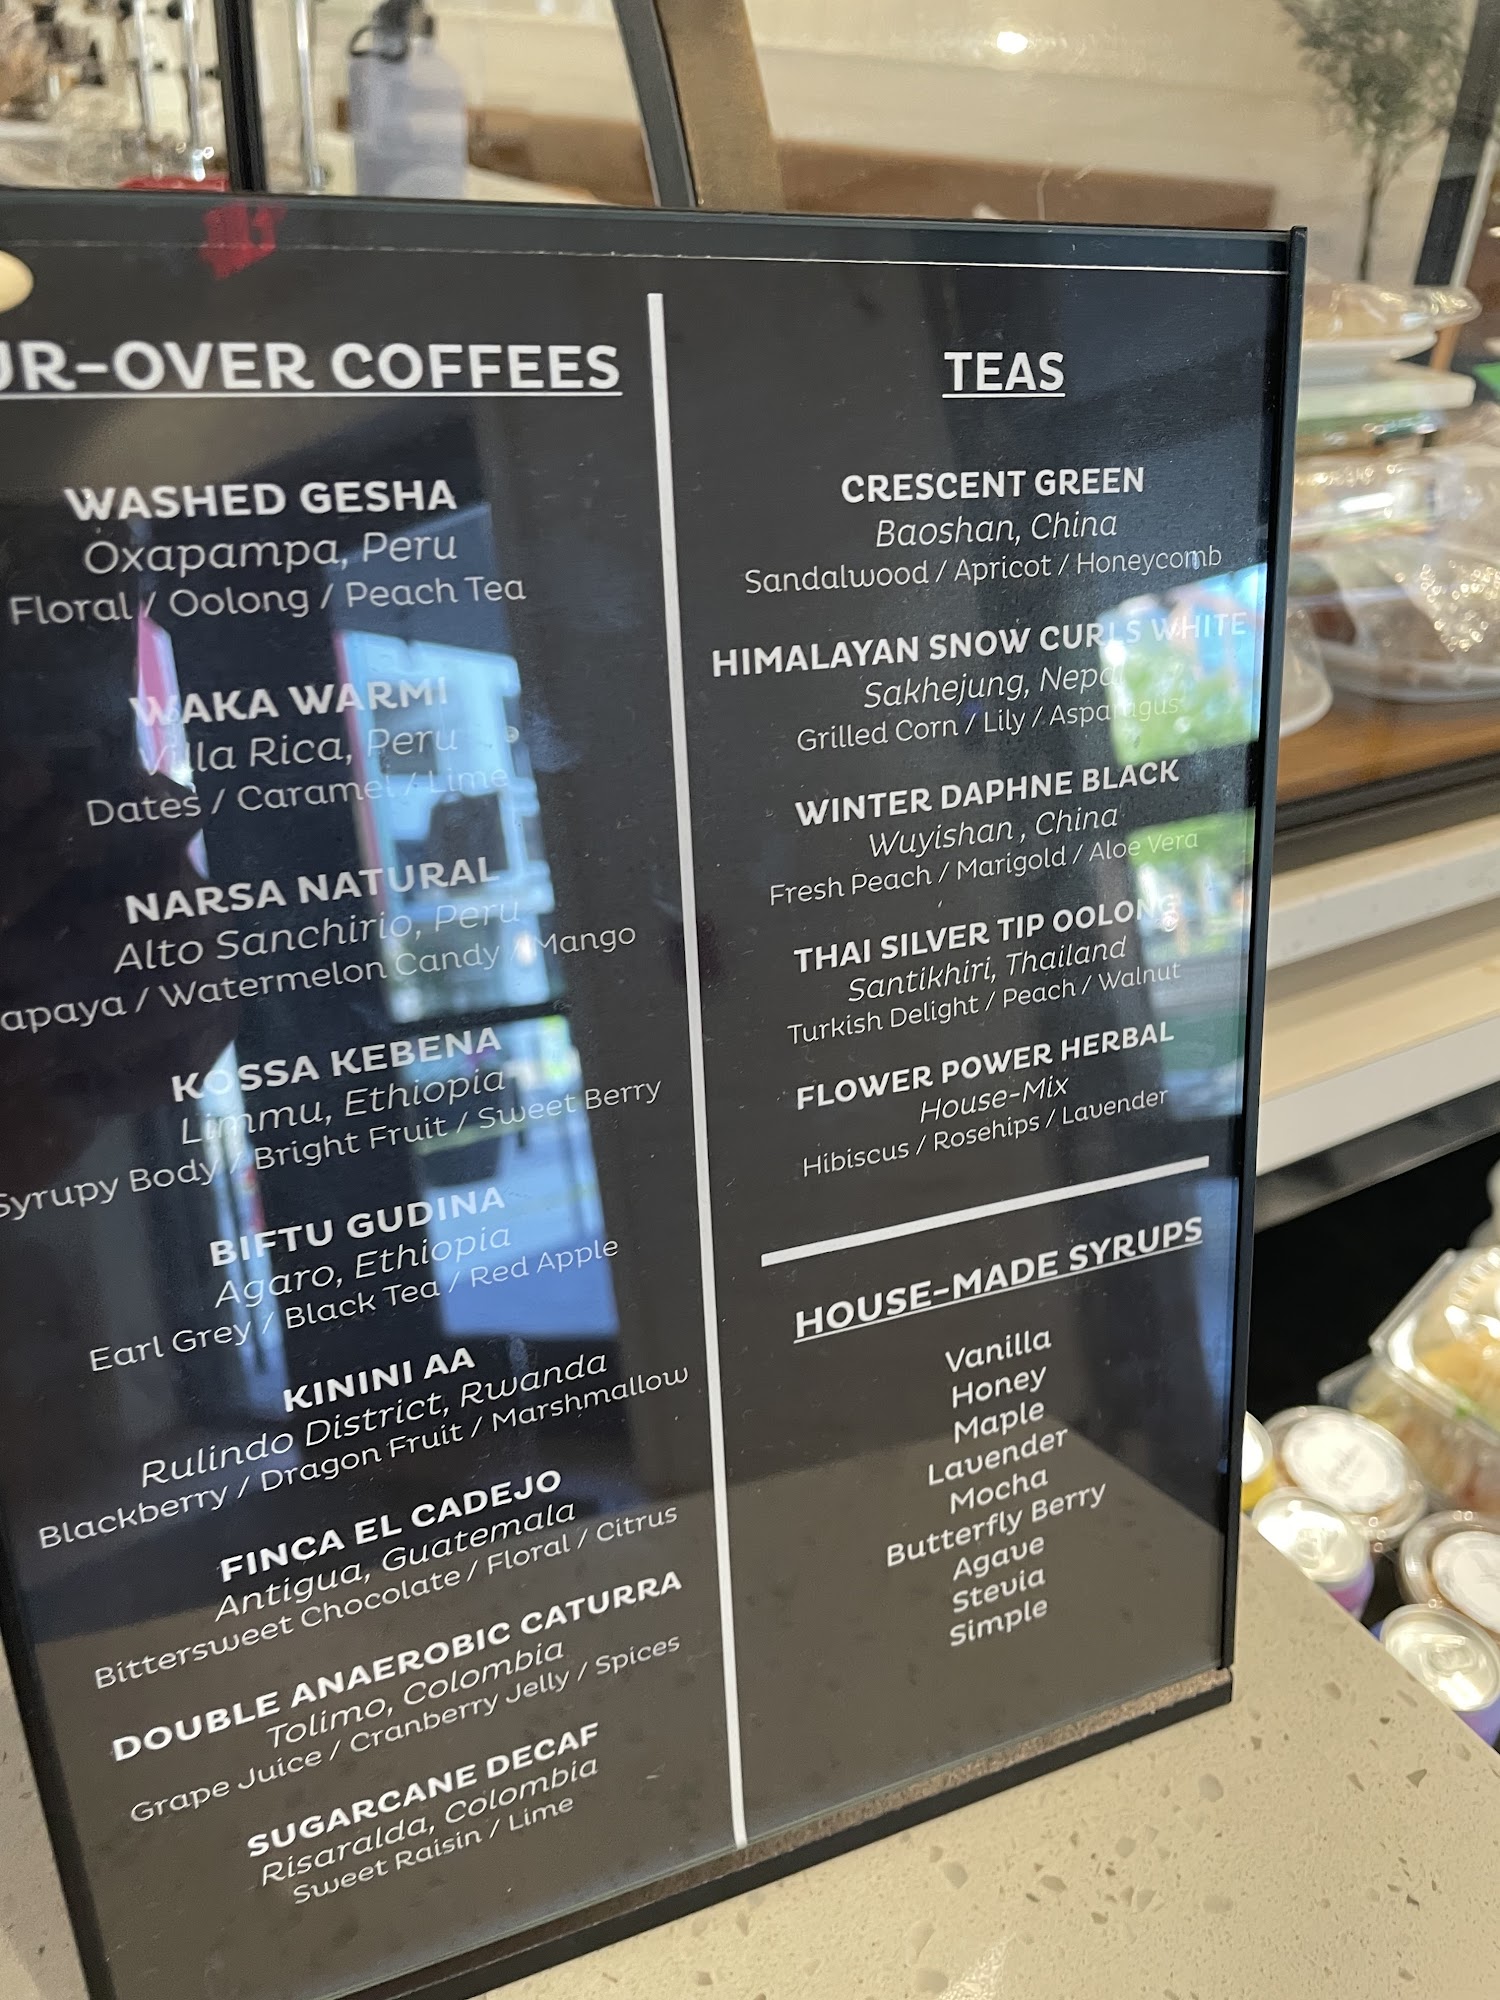 UR-OVER COFFEES
WASHED GESHA
Oxapampa, Peru
Floral / Oolong / Peach Tea
WAKA WARMI
Villa Rica, Peru
Dates / Caramel / Lime
NARSA NATURAL
Alto Sanchirio, Peru
apaya / Watermelon Candy / Mango
KOSSA KEBENA
Limmu, Ethiopia
Syrupy Body / Bright Fruit / Sweet Berry
BIFTU GUDINA
Agaro, Ethiopia
Earl Grey / Black Tea / Red Apple
KININI AA
Rulindo District, Rwanda
Blackberry / Dragon Fruit / Marshmallow
FINCA EL CADEJO
Antigua, Guatemala
Bittersweet Chocolate / Floral / Citrus
DOUBLE ANAEROBIC CATURRA
Tolimo, Colombia
Grape Juice / Cranberry Jelly / Spices
SUGARCANE DECAF
Risaralda, Colombia
Sweet Raisin / Lime
TEAS
CRESCENT GREEN
Baoshan, China
Sandalwood / Apricot / Honeycomb
HIMALAYAN SNOW CURLS WHITE
Sakhejung, Nepal
Grilled Corn / Lily / Asparagus
WINTER DAPHNE BLACK
Wuyishan , China
Fresh Peach / Marigold / Aloe Vera
THAI SILVER TIP OOLONG
Santikhiri, Thailand
Turkish Delight / Peach / Walnut
FLOWER POWER HERBAL
House-Mix
Hibiscus / Rosehips / Lavender
HOUSE-MADE SYRUPS
Vanilla
Honey
Maple
Lavender
Mocha
Butterfly Berry
Agave
Stevia
Simple